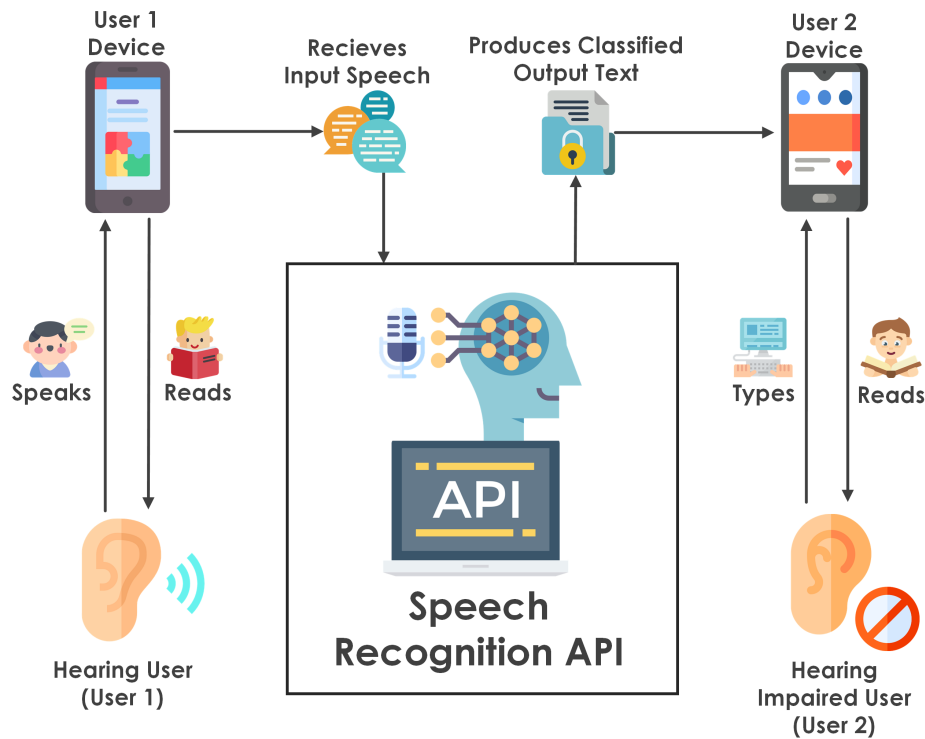 User 1
Device
Recieves
Input Speech
Produces Classified
Output Text
User 2
Device
Speaks
Reads
Types
Reads
API
Speech
Recognition API
Hearing User
(User 1)
Hearing
Impaired User
(User 2)